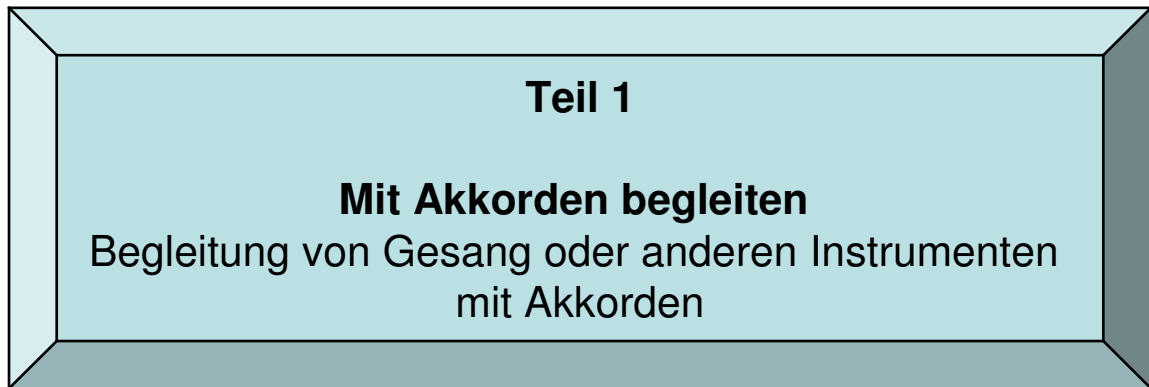 Teil 1
Mit Akkorden begleiten
Begleitung von Gesang oder anderen Instrumenten
mit Akkorden